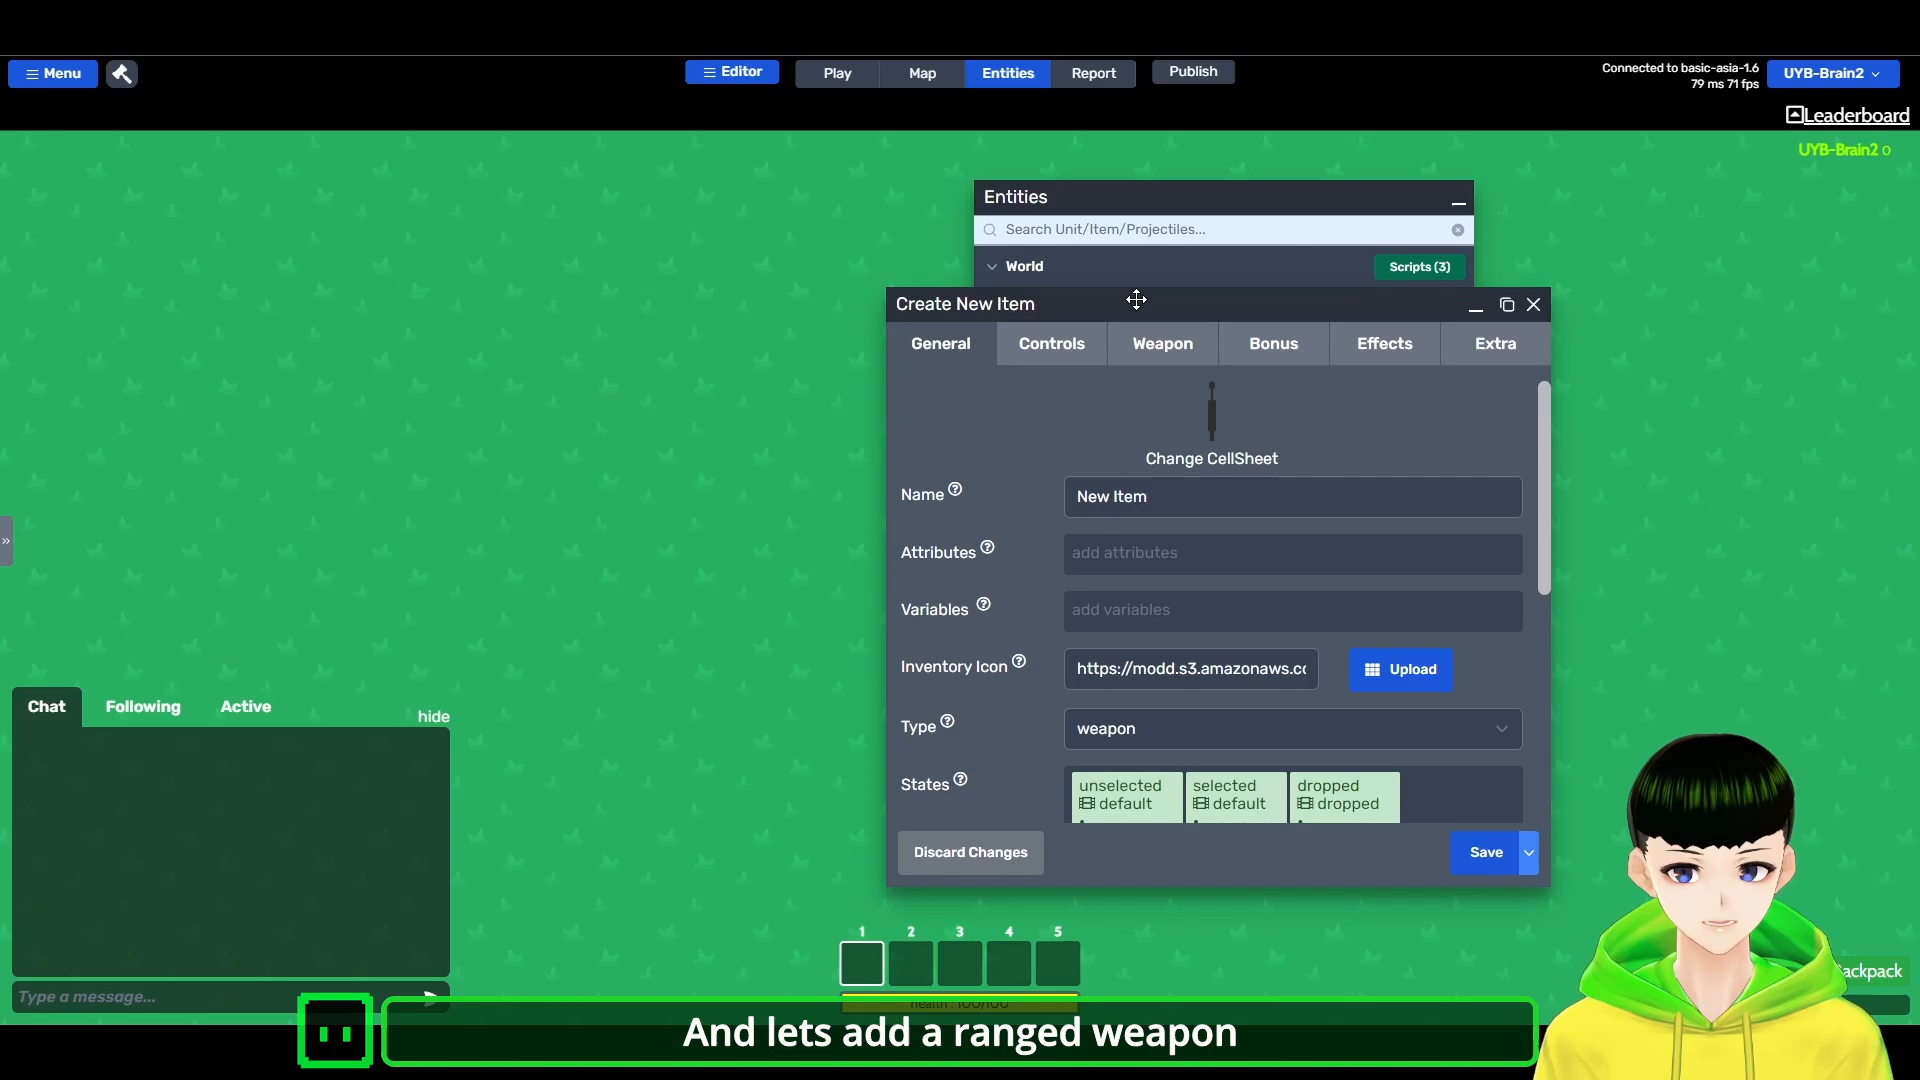 Menu
Editor
Play
Map
Entities
Report
Publish
Connected to basic-asia-1.6
79 ms 71 fps
UYB-Brain2
Leaderboard
UYB-Brain2 0
Entities
Search Unit/Item/Projectiles...
World
Scripts (3)
Create New Item
General
Controls
Weapon
Bonus
Effects
Extra
Change CellSheet
Name
New Item
Attributes
add attributes
Variables
add variables
Inventory Icon
https://modd.s3.amazonaws.co
Upload
Type
weapon
States
unselected
default
selected
default
dropped
dropped
Discard Changes
Save
Chat
Following
Active
hide
Type a message...
1
2
3
4
5
health : 100/100
ackpack
And lets add a ranged weapon